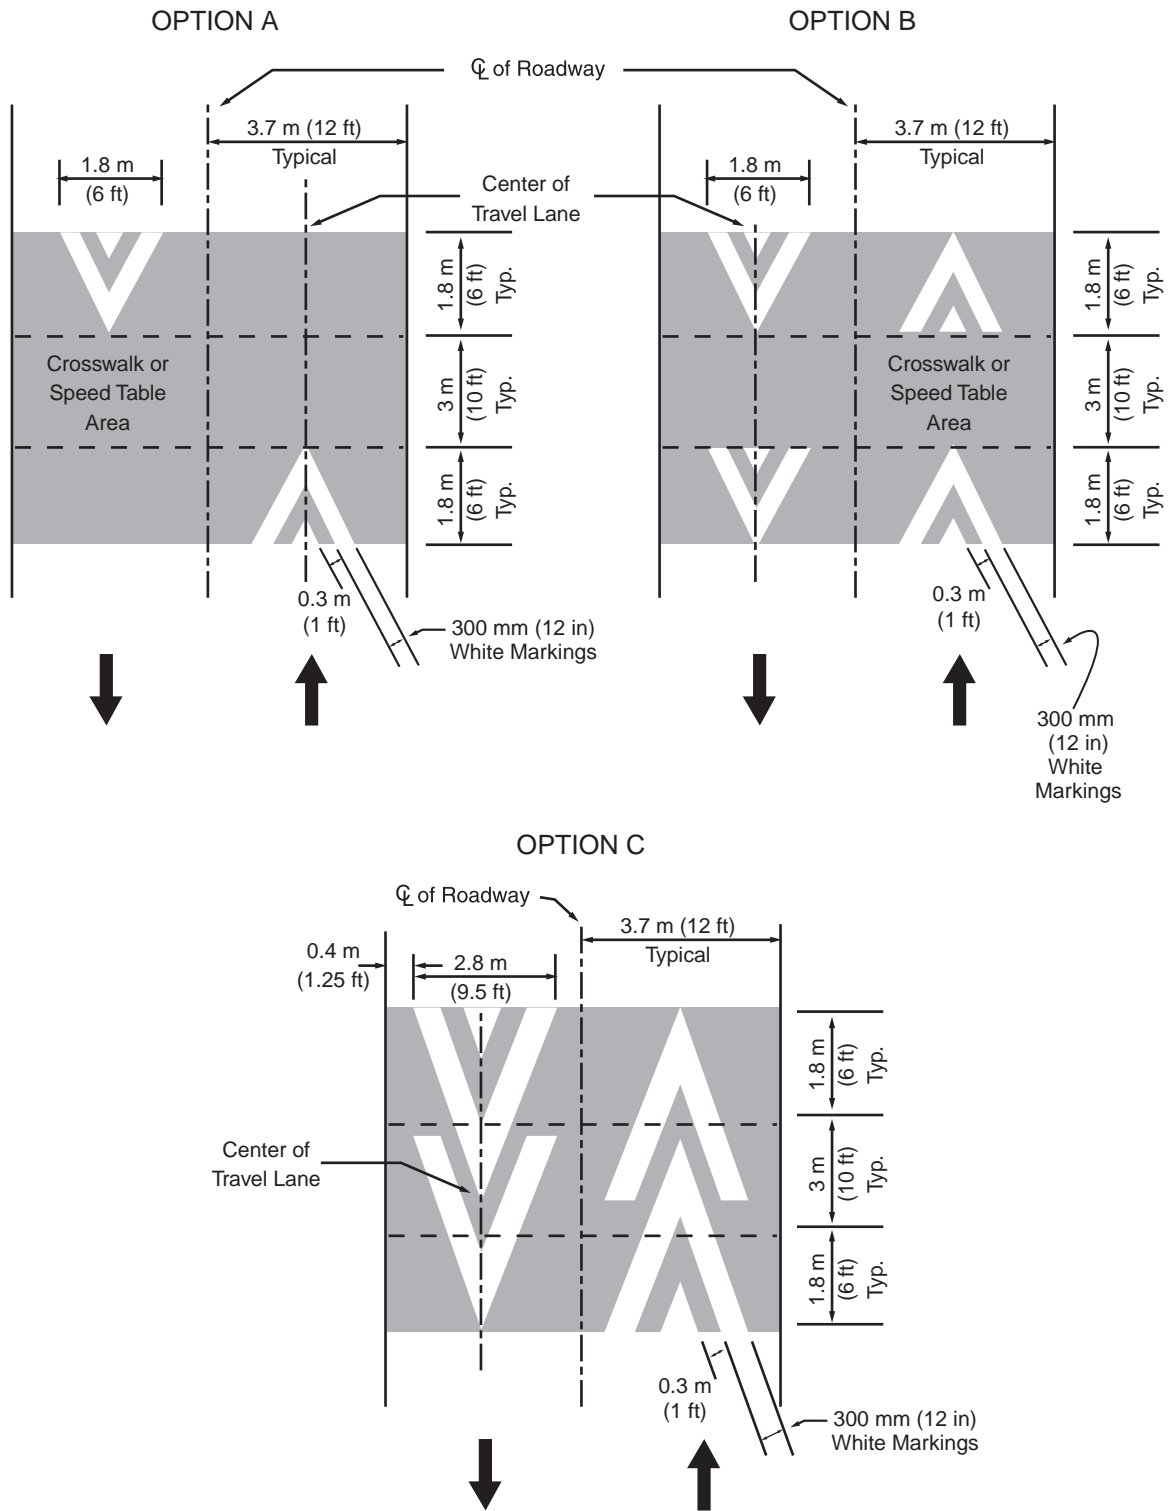 OPTION A
OPTION B
℄ of Roadway
3.7 m (12 ft)
Typical
1.8 m
(6 ft)
Center of
Travel Lane
3.7 m (12 ft)
Typical
1.8 m
(6 ft)
1.8 m
(6 ft)
Typ.
3 m
(10 ft)
Typ.
1.8 m
(6 ft)
Typ.
Crosswalk or
Speed Table
Area
Crosswalk or
Speed Table
Area
1.8 m
(6 ft)
Typ.
3 m
(10 ft)
Typ.
1.8 m
(6 ft)
Typ.
0.3 m
(1 ft)
300 mm (12 in)
White Markings
0.3 m
(1 ft)
300 mm
(12 in)
White
Markings
OPTION C
℄ of Roadway
3.7 m (12 ft)
Typical
0.4 m
(1.25 ft)
2.8 m
(9.5 ft)
1.8 m
(6 ft)
Typ.
Center of
Travel Lane
3 m
(10 ft)
Typ.
1.8 m
(6 ft)
Typ.
0.3 m
(1 ft)
300 mm (12 in)
White Markings